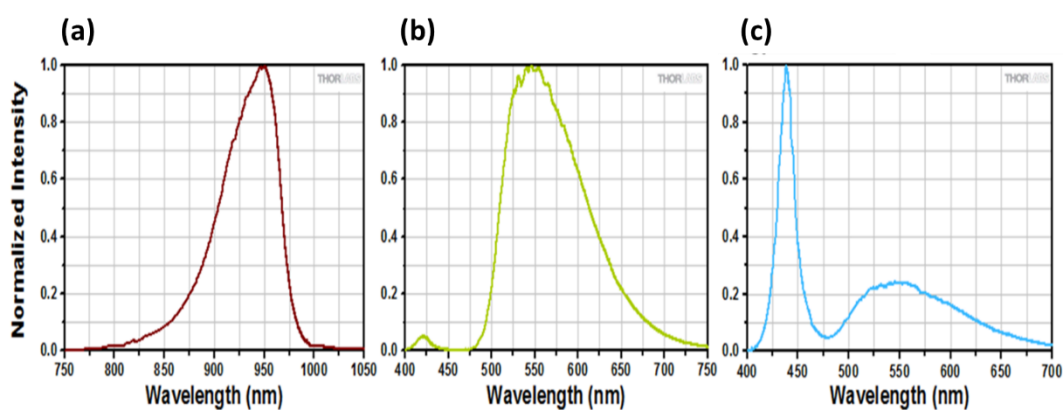 (a)
(b)
(c)
Normalized Intensity
1.0
0.8
0.6
0.4
0.2
0.0
THORLABS
750 800 850 900 950 1000 1050
Wavelength (nm)
1.0
0.8
0.6
0.4
0.2
0.0
THORLABS
400 450 500 550 600 650 700 750
Wavelength (nm)
1.0
0.8
0.6
0.4
0.2
0.0
THORLABS
400 450 500 550 600 650 700
Wavelength (nm)